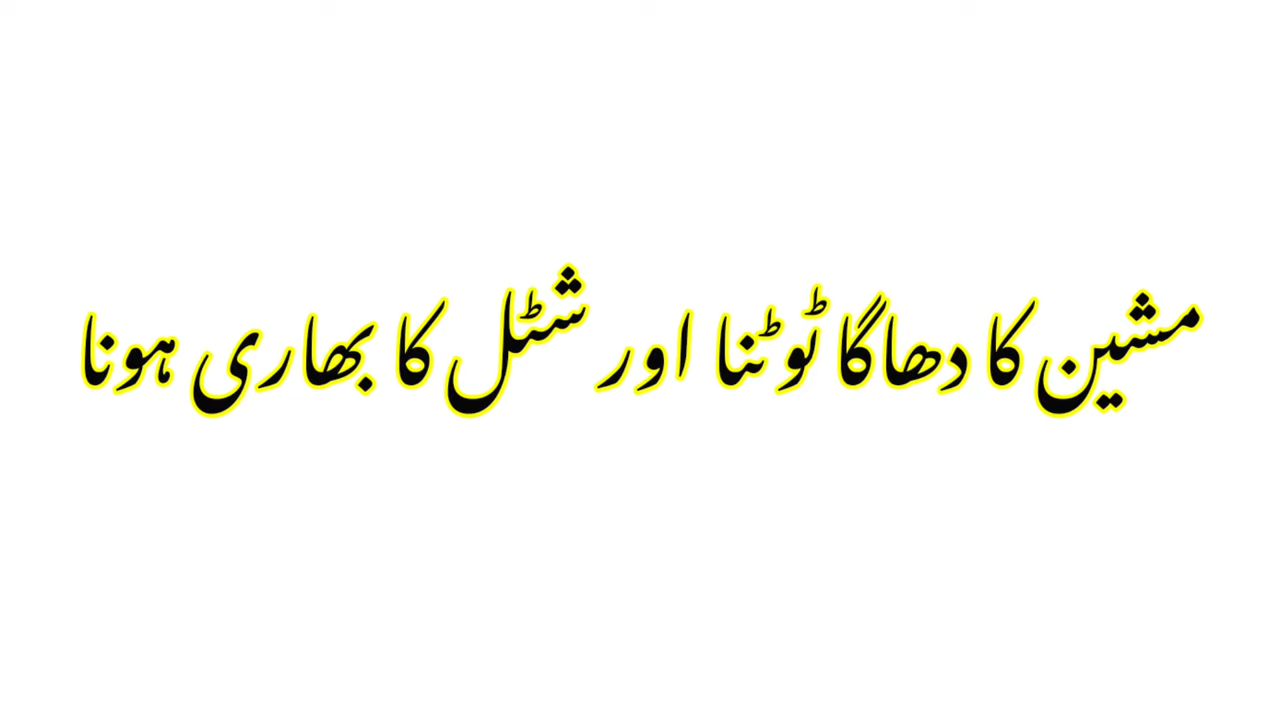 مشین کا دھاگا ٹوٹنا اور شٹل کا بھاری ہونا